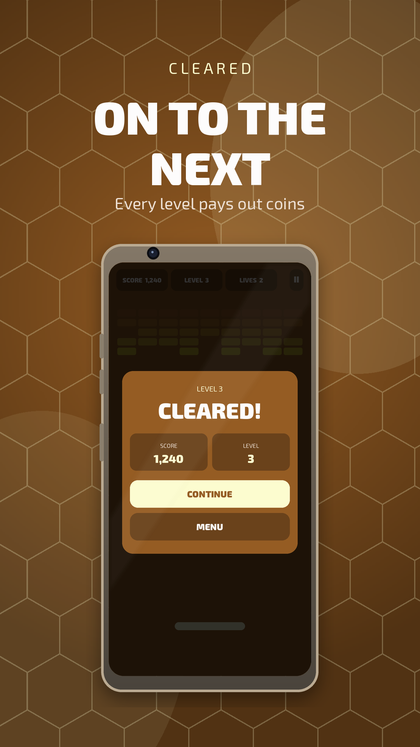 CLEARED
ON TO THE
NEXT
Every level pays out coins
SCORE 1,240 LEVEL 3 LIVES 2
LEVEL 3
CLEARED!
SCORE LEVEL
1,240 3
CONTINUE
MENU